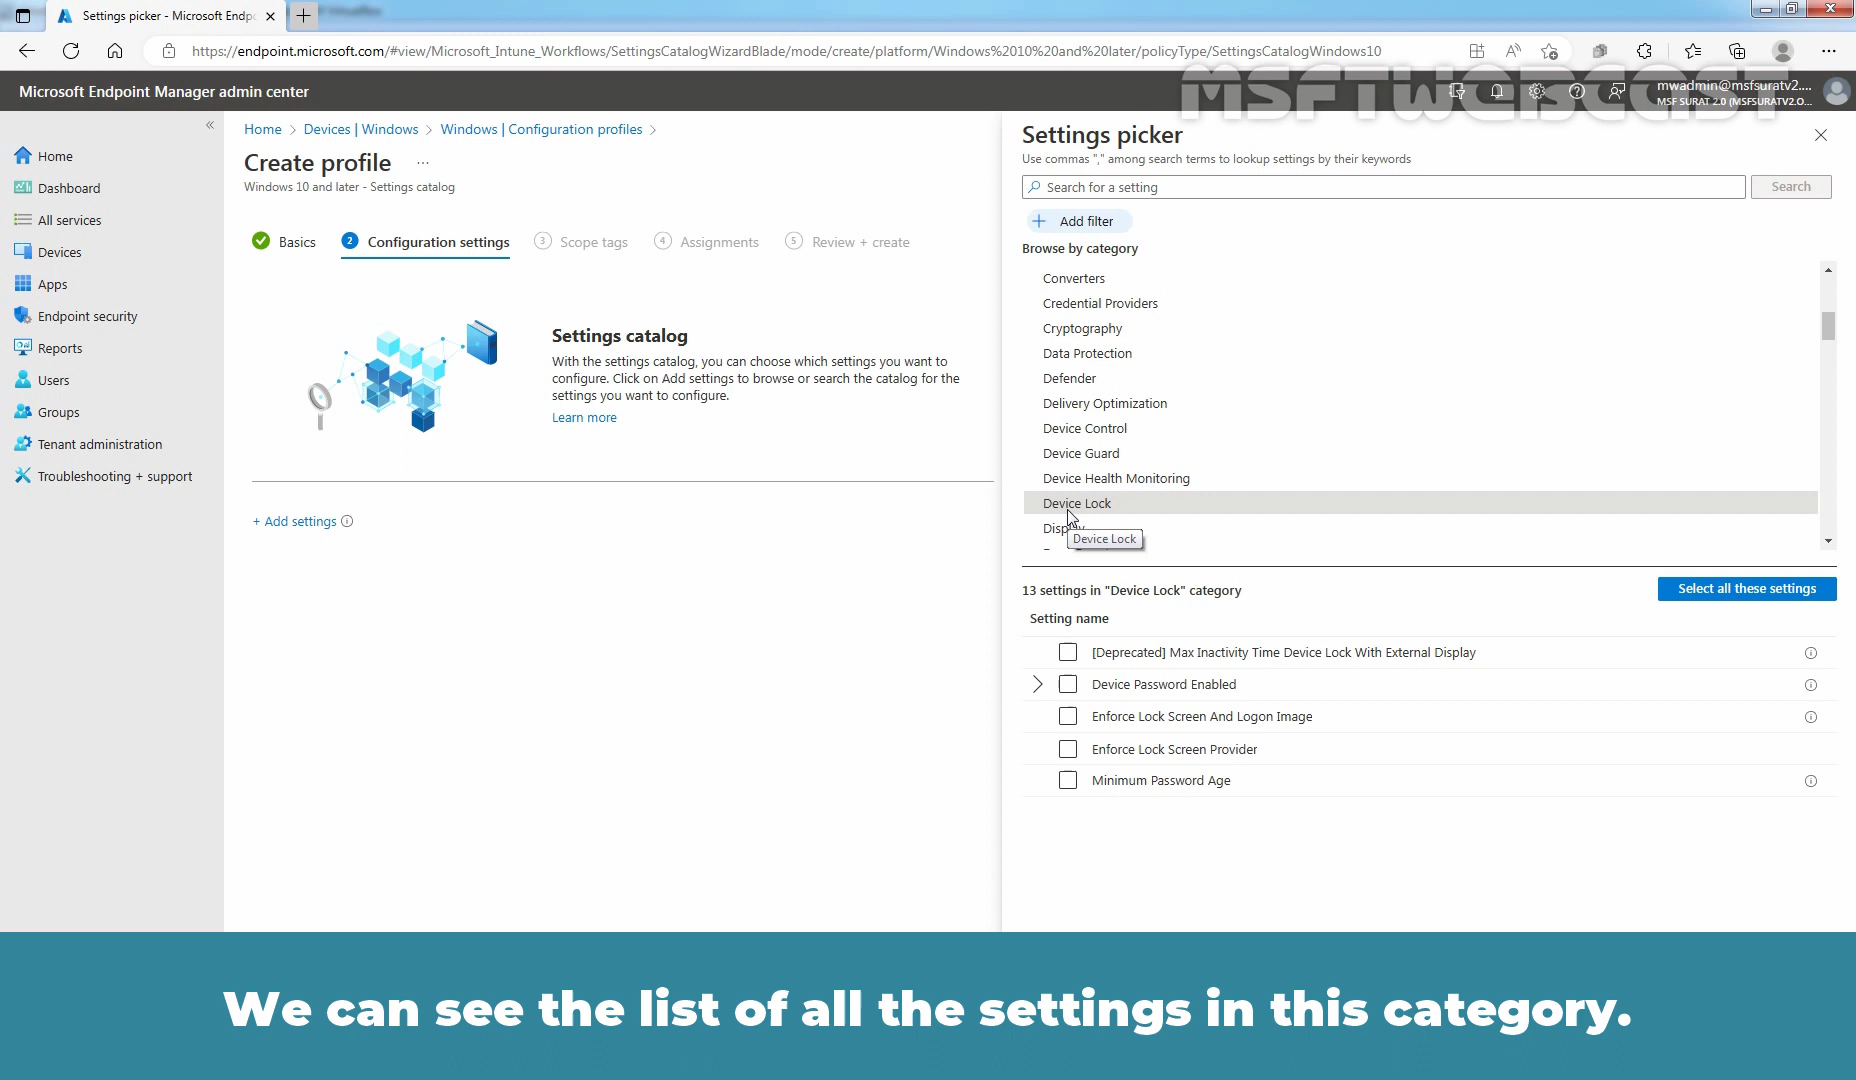 Settings picker - Microsoft Endpo
https://endpoint.microsoft.com/#view/Microsoft_Intune_Workflows/SettingsCatalogWizardBlade/mode/create/platform/Windows%2010%20and%20later/policyType/SettingsCatalogWindows10
MSFTWEBCAST
Microsoft Endpoint Manager admin center
mwadmin@msfsuratv2....
MSF SURAT 2.0 (MSFSURATV2.O...
Home
Dashboard
All services
Devices
Apps
Endpoint security
Reports
Users
Groups
Tenant administration
Troubleshooting + support
Home > Devices | Windows > Windows | Configuration profiles >
Create profile ...
Windows 10 and later - Settings catalog
Basics
2 Configuration settings
3 Scope tags
4 Assignments
5 Review + create
Settings catalog
With the settings catalog, you can choose which settings you want to
configure. Click on Add settings to browse or search the catalog for the
settings you want to configure.
Learn more
+ Add settings
Settings picker
Use commas "," among search terms to lookup settings by their keywords
Search for a setting
Search
+ Add filter
Browse by category
Converters
Credential Providers
Cryptography
Data Protection
Defender
Delivery Optimization
Device Control
Device Guard
Device Health Monitoring
Device Lock
Display
Device Lock
13 settings in "Device Lock" category
Select all these settings
Setting name
[Deprecated] Max Inactivity Time Device Lock With External Display
Device Password Enabled
Enforce Lock Screen And Logon Image
Enforce Lock Screen Provider
Minimum Password Age
We can see the list of all the settings in this category.